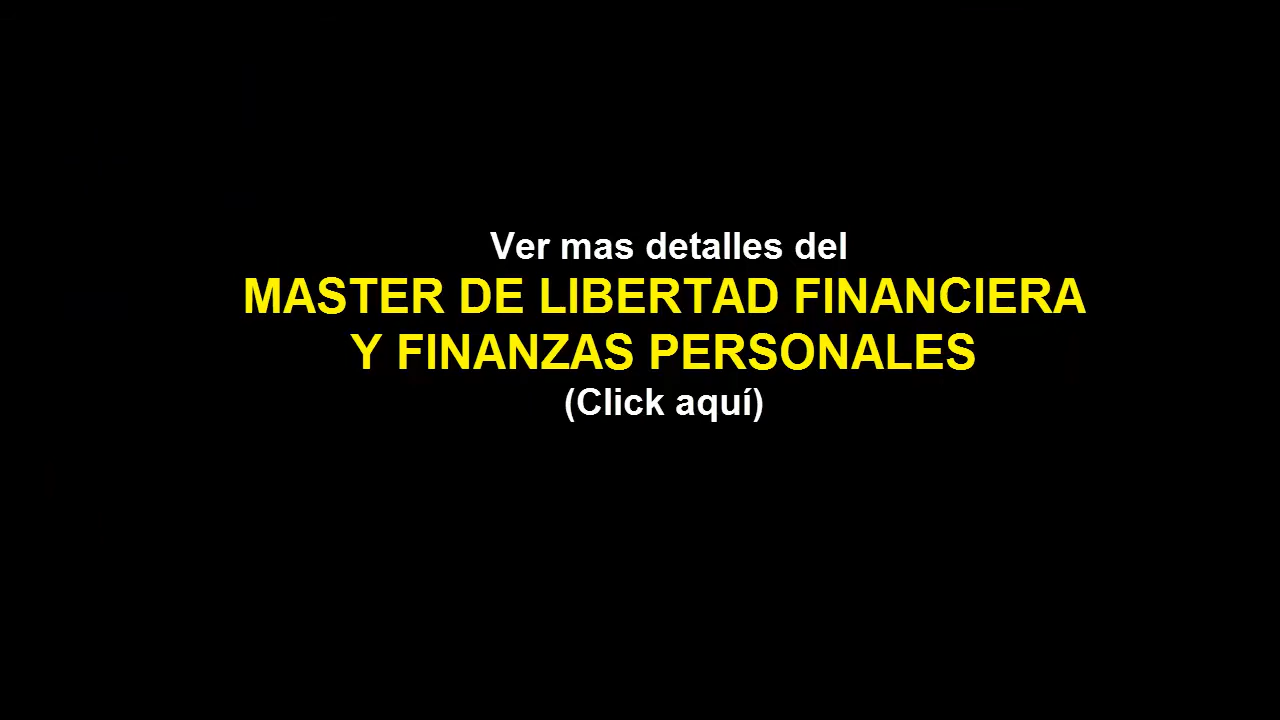 Ver mas detalles del
MASTER DE LIBERTAD FINANCIERA
Y FINANZAS PERSONALES
(Click aquí)